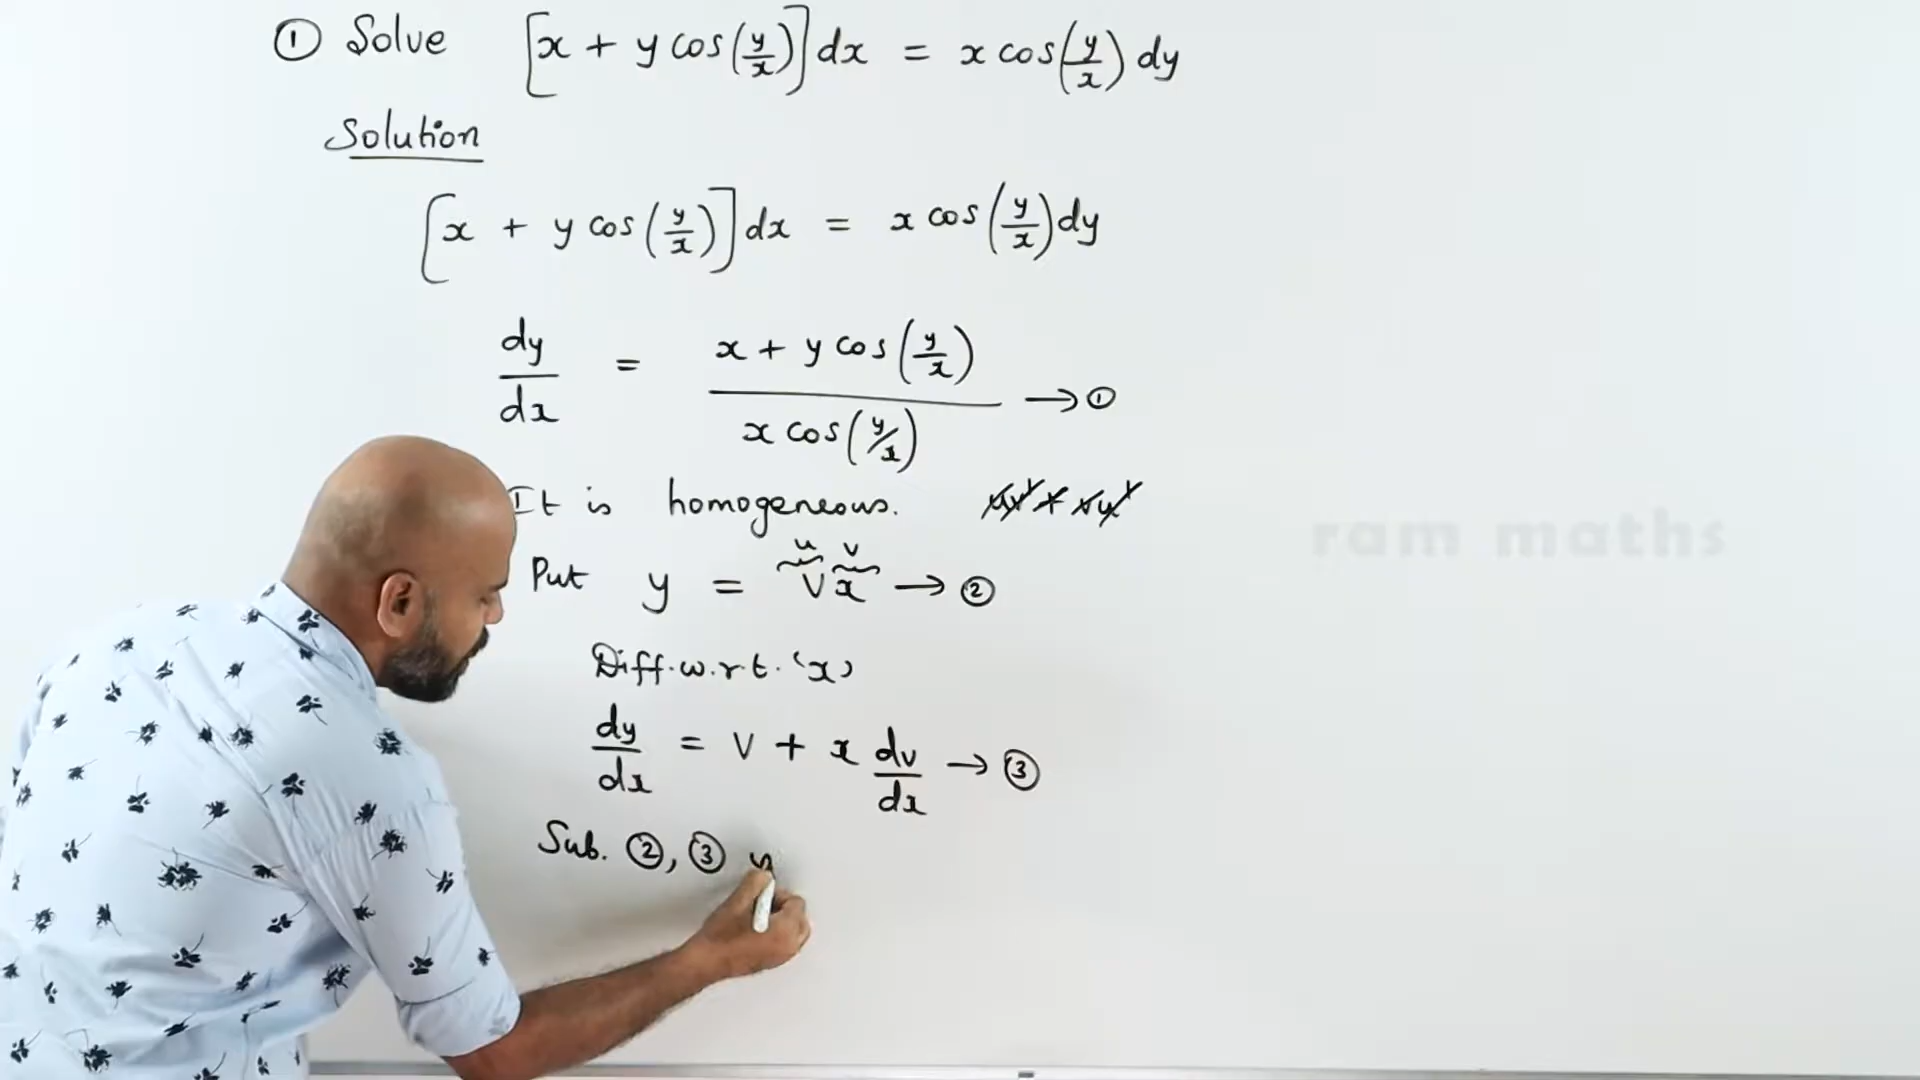 ① Solve [x + y cos(y/x)] dx = x cos(y/x) dy
Solution
[x + y cos(y/x)] dx = x cos(y/x) dy
dy/dx = (x + y cos(y/x)) / (x cos(y/x)) → ①
It is homogeneous.
u v
Put y = vx → ②
Diff. w.r.t. 'x'
dy/dx = v + x dv/dx → ③
Sub. ②, ③
ram maths